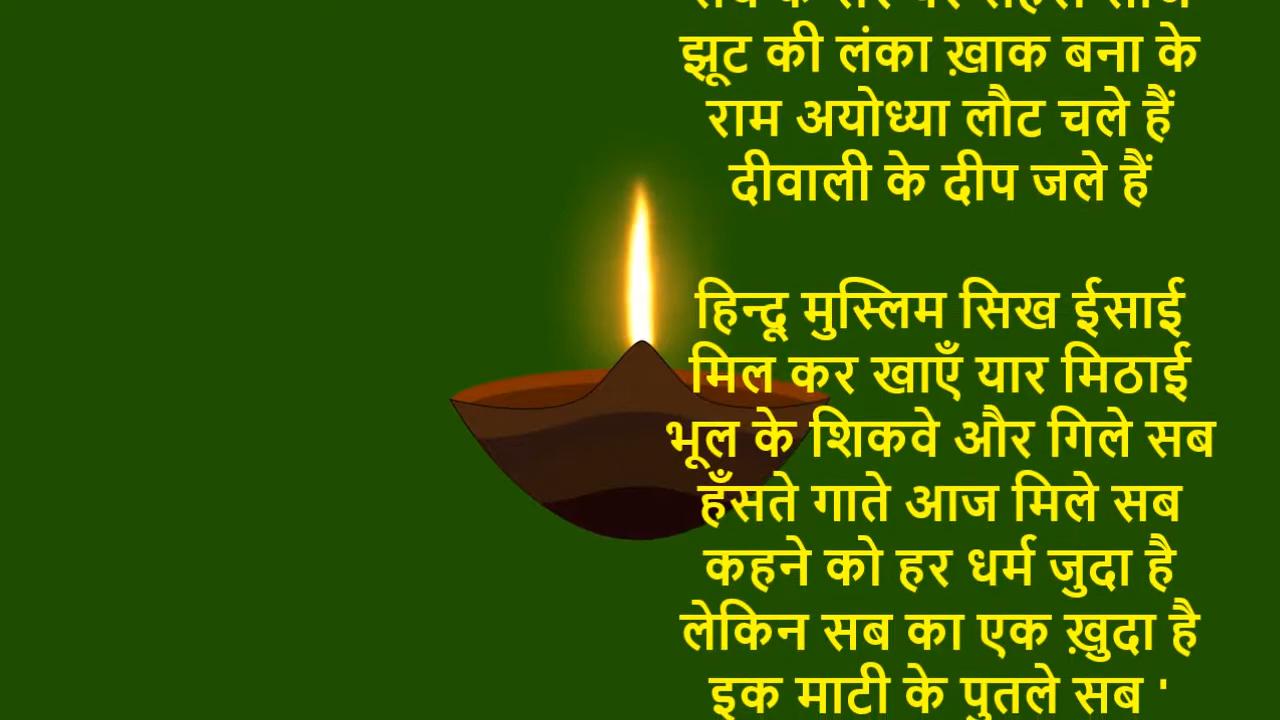 झूट की लंका ख़ाक बना के
राम अयोध्या लौट चले हैं
दीवाली के दीप जले हैं
हिन्दू मुस्लिम सिख ईसाई
मिल कर खाएँ यार मिठाई
भूल के शिकवे और गिले सब
हँसते गाते आज मिले सब
कहने को हर धर्म जुदा है
लेकिन सब का एक ख़ुदा है
इक माटी के पुतले सब '